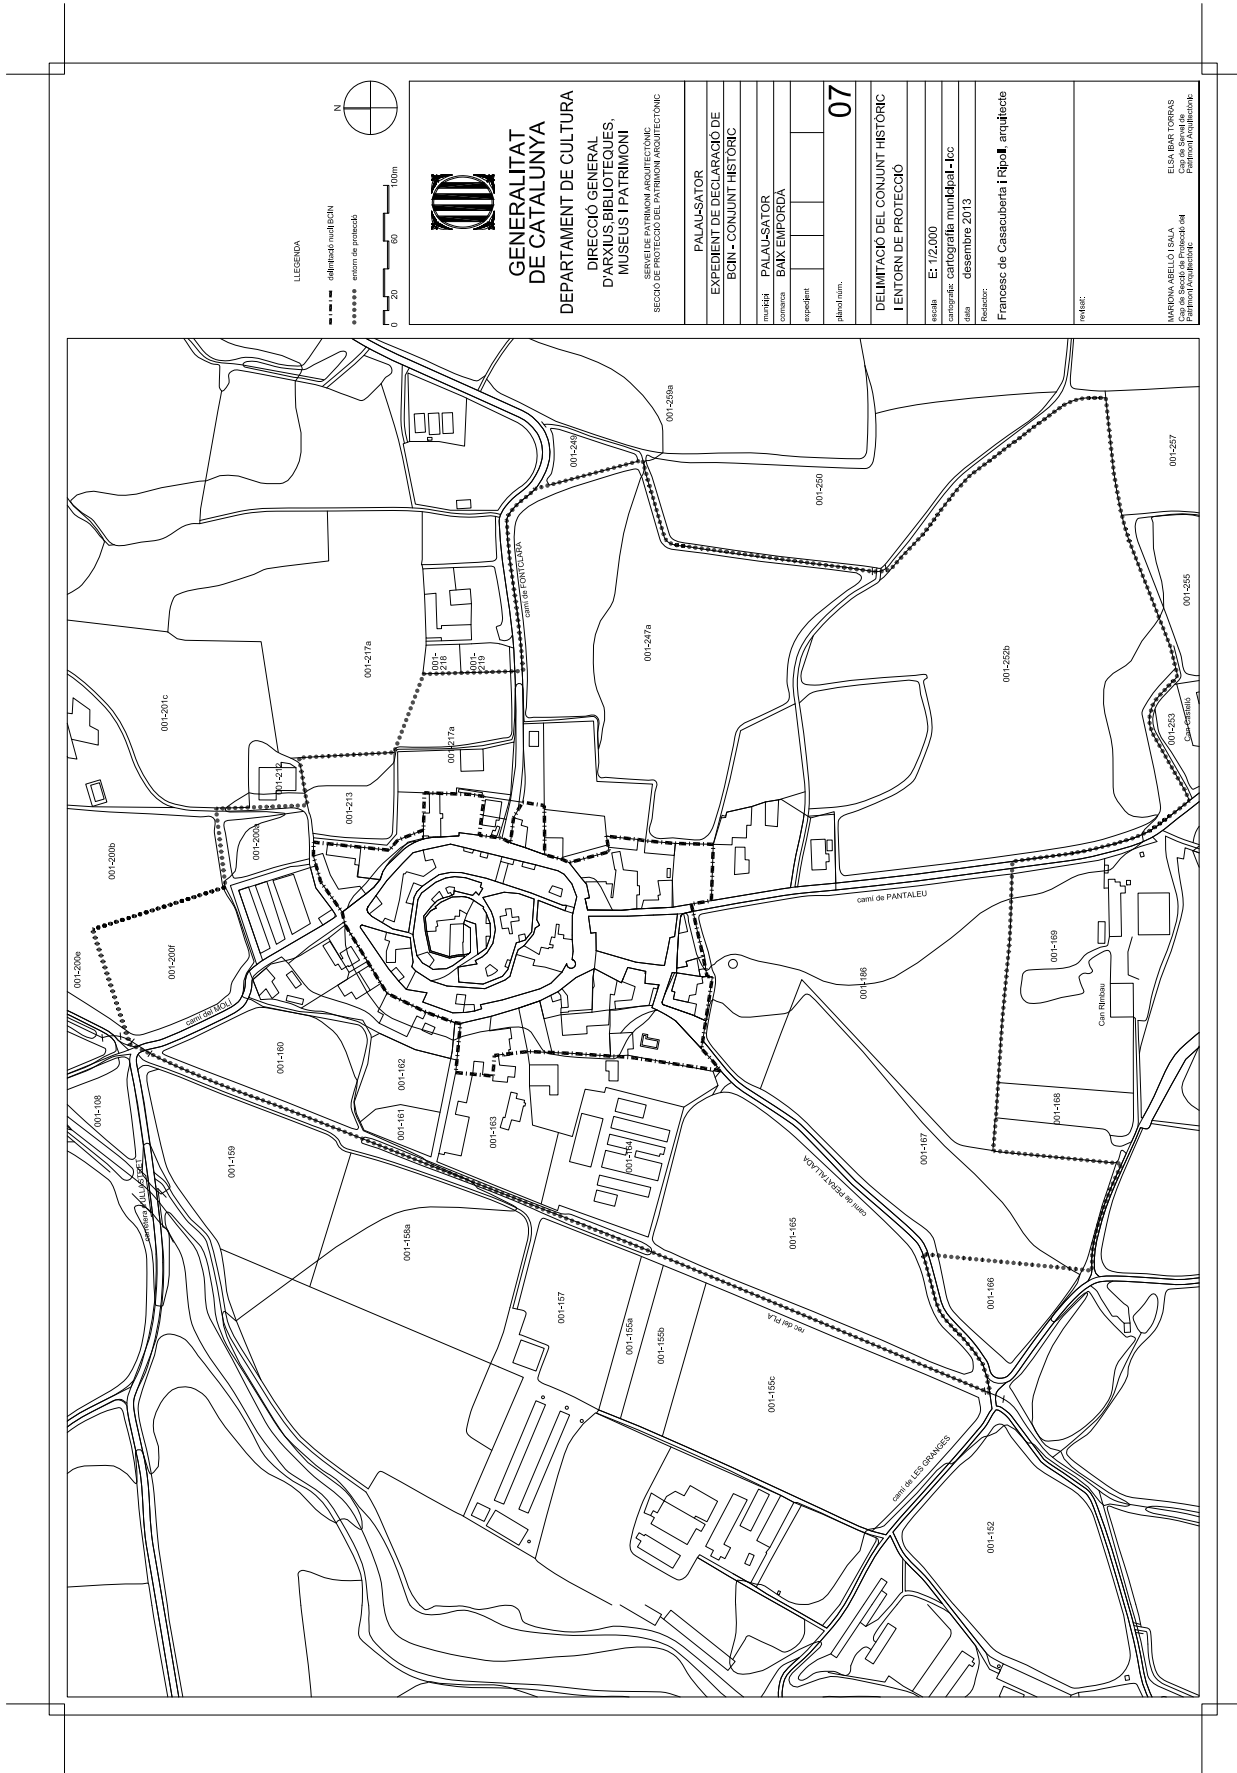 LLEGENDA
delimitació nucli BCIN
entorn de protecció
0 20 60 100m
N
GENERALITAT
DE CATALUNYA
DEPARTAMENT DE CULTURA
DIRECCIÓ GENERAL
D'ARXIUS,BIBLIOTEQUES,
MUSEUS I PATRIMONI
SERVEI DE PATRIMONI ARQUITECTÒNIC
SECCIÓ DE PROTECCIÓ DEL PATRIMONI ARQUITECTÒNIC
PALAU-SATOR
EXPEDIENT DE DECLARACIÓ DE
BCIN - CONJUNT HISTÒRIC
municipi PALAU-SATOR
comarca BAIX EMPORDÀ
expedient
plànol núm. 07
DELIMITACIÓ DEL CONJUNT HISTÒRIC
I ENTORN DE PROTECCIÓ
escala E: 1/2.000
cartografia: cartografia municipal - Icc
data desembre 2013
Redactor:
Francesc de Casacuberta i Ripoll, arquitecte
revisat:
MARIONA ABELLÓ I SALA
Cap de Secció de Protecció del
Patrimoni Arquitectònic
ELSA IBAR TORRAS
Cap de Servei de
Patrimoni Arquitectònic
001-259a
001-249
001-250
001-257
001-255
001-253
Can Castelló
001-252b
001-247a
camí de FONTCLARA
001-218
001-219
001-217a
001-217a
001-201c
001-212
001-213
001-200a
001-200b
001-200e
001-200f
camí del MOLÍ
camí de PANTALEU
001-186
001-169
Can Rimbau
001-168
001-167
001-166
camí de PERATALLADA
001-165
001-164
001-163
001-162
001-161
001-160
001-159
001-108
001-158a
001-157
001-155a
001-155b
001-155c
rec del PLA
camí de LES GRANGES
001-152